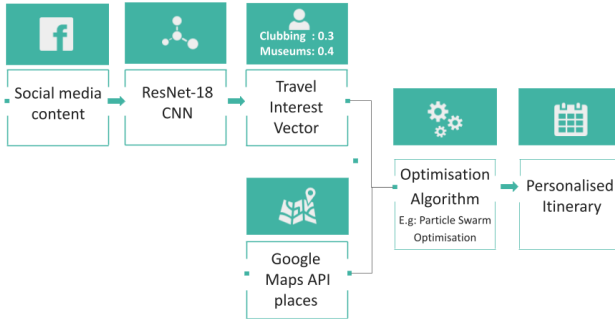 Clubbing : 0.3
Museums: 0.4
Social media
content
ResNet-18
CNN
Travel
Interest
Vector
Google
Maps API
places
Optimisation
Algorithm
E.g: Particle Swarm
Optimisation
Personalised
Itinerary